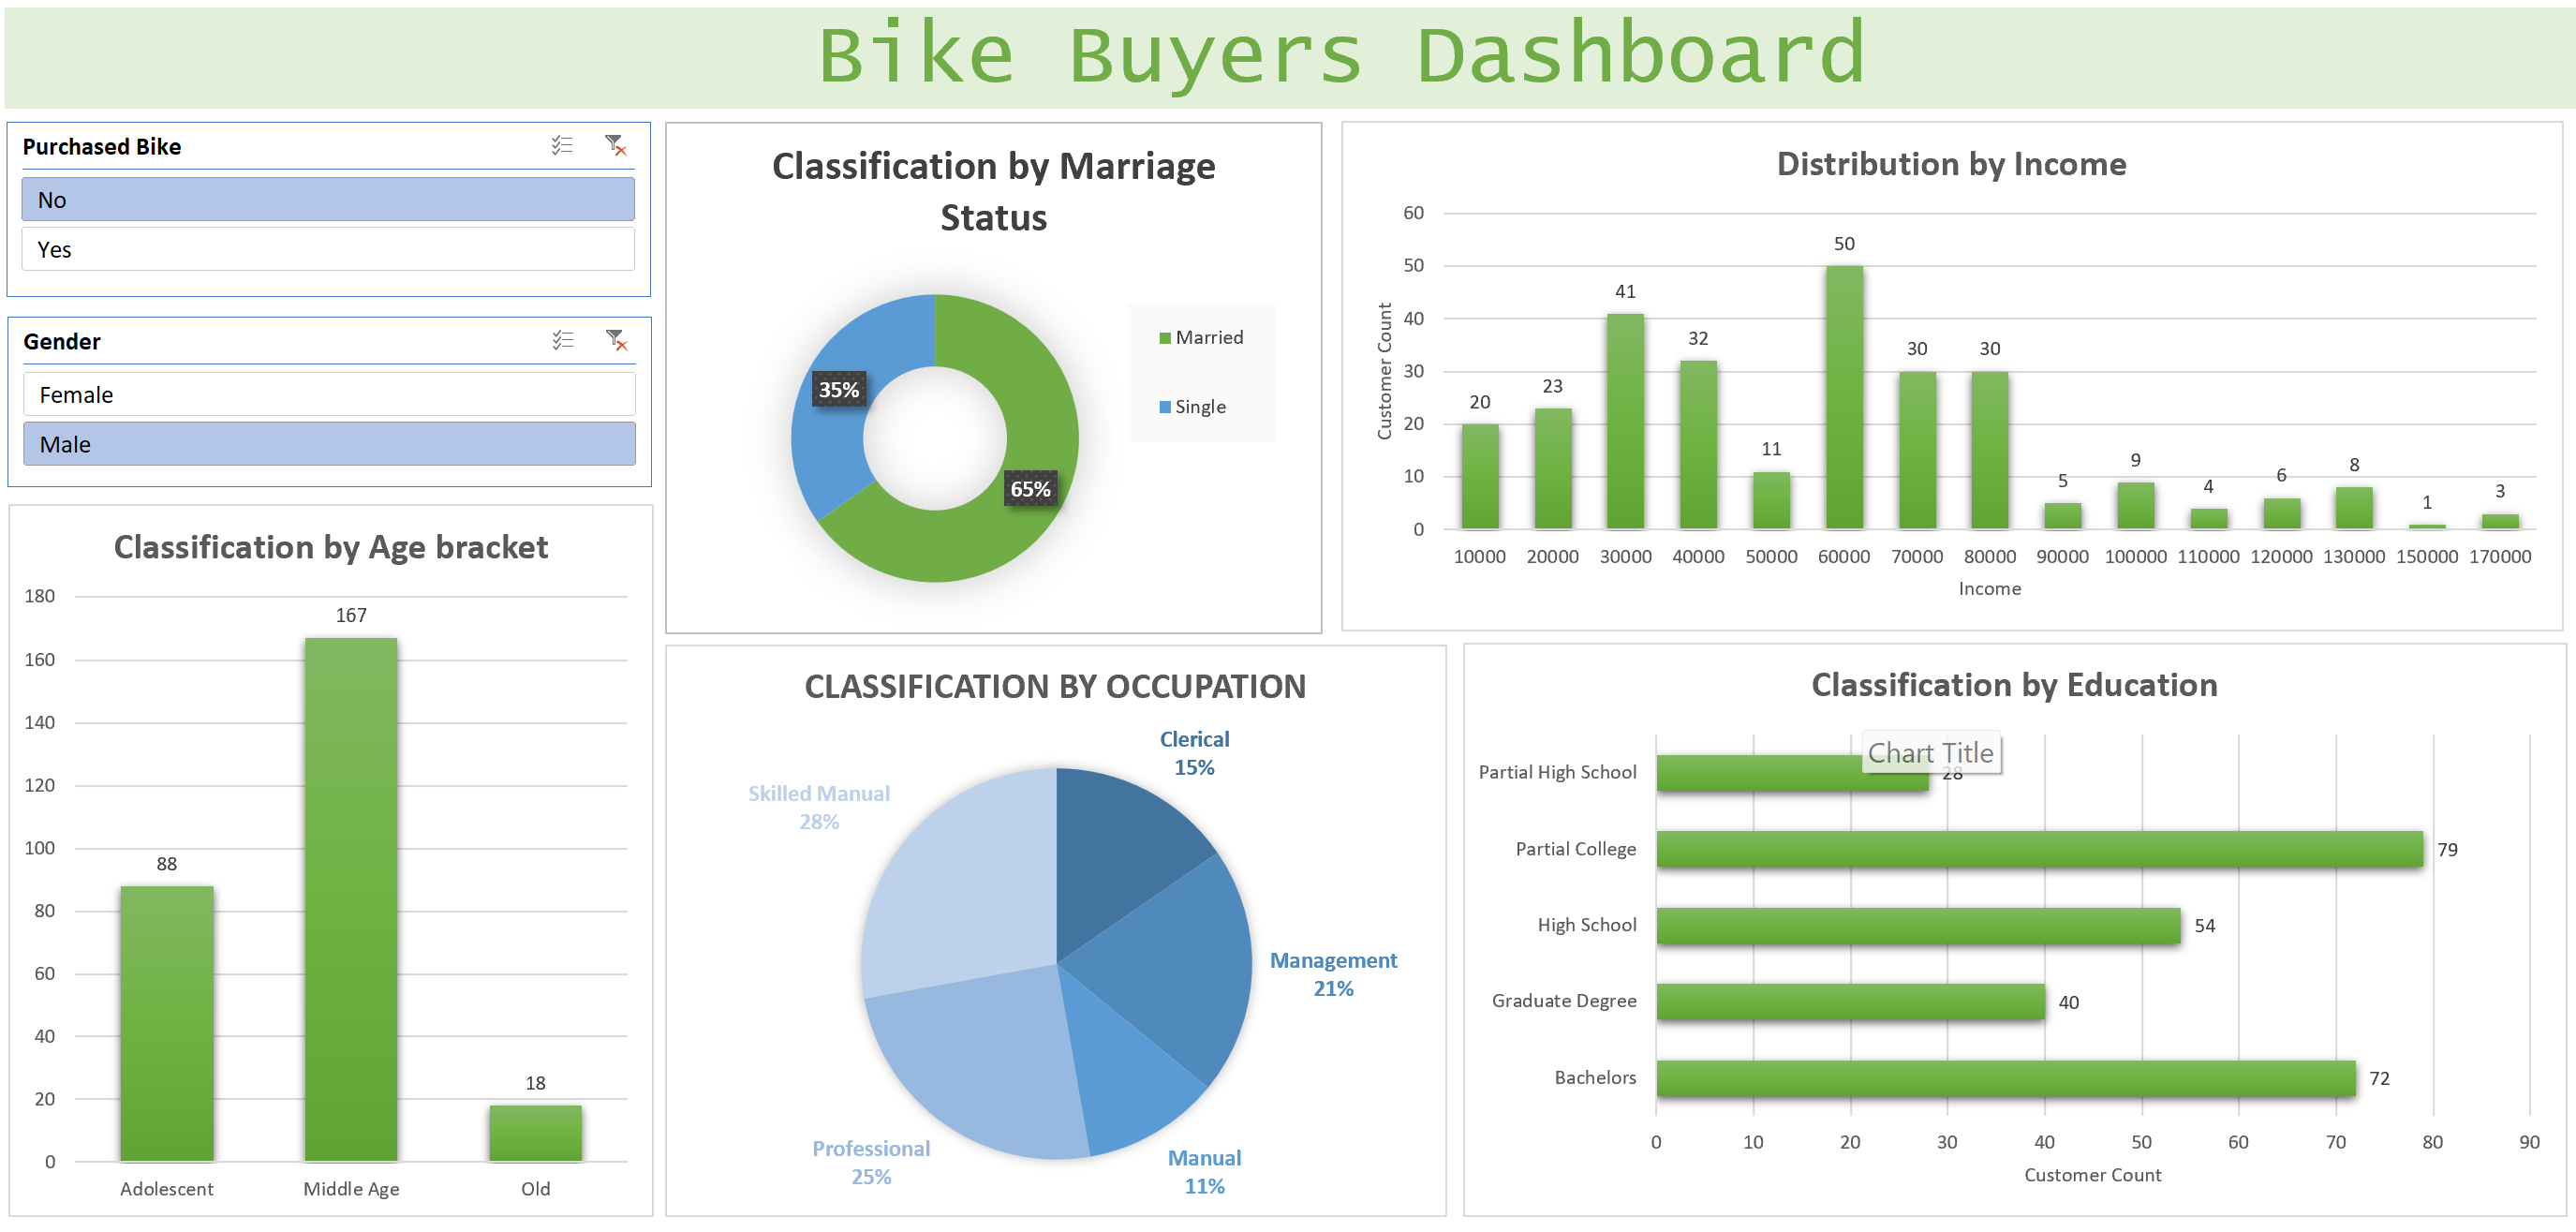 Bike Buyers Dashboard
Purchased Bike
No
Yes
Gender
Female
Male
Classification by Marriage
Status
35%
65%
Married
Single
Distribution by Income
60
50
40
30
20
10
0
Customer Count
20
23
41
32
11
50
30
30
5
9
4
6
8
1
3
10000 20000 30000 40000 50000 60000 70000 80000 90000 100000 110000 120000 130000 150000 170000
Income
Classification by Age bracket
180
160
140
120
100
80
60
40
20
0
88
167
18
Adolescent Middle Age Old
CLASSIFICATION BY OCCUPATION
Clerical
15%
Management
21%
Manual
11%
Professional
25%
Skilled Manual
28%
Classification by Education
Chart Title
Partial High School 28
Partial College 79
High School 54
Graduate Degree 40
Bachelors 72
0 10 20 30 40 50 60 70 80 90
Customer Count